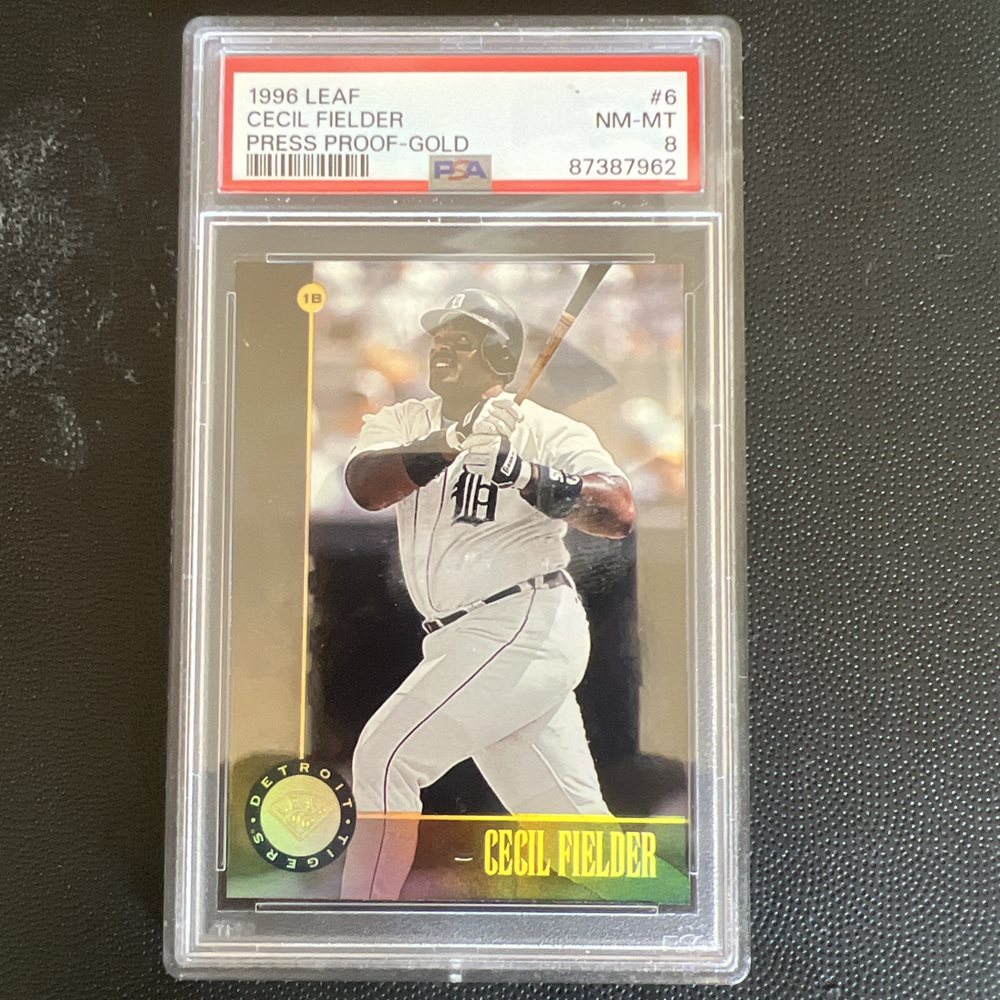 1996 LEAF #6
CECIL FIELDER NM-MT
PRESS PROOF-GOLD 8
PSA 87387962
1B
D
D
DETROIT • TIGERS •
CECIL FIELDER